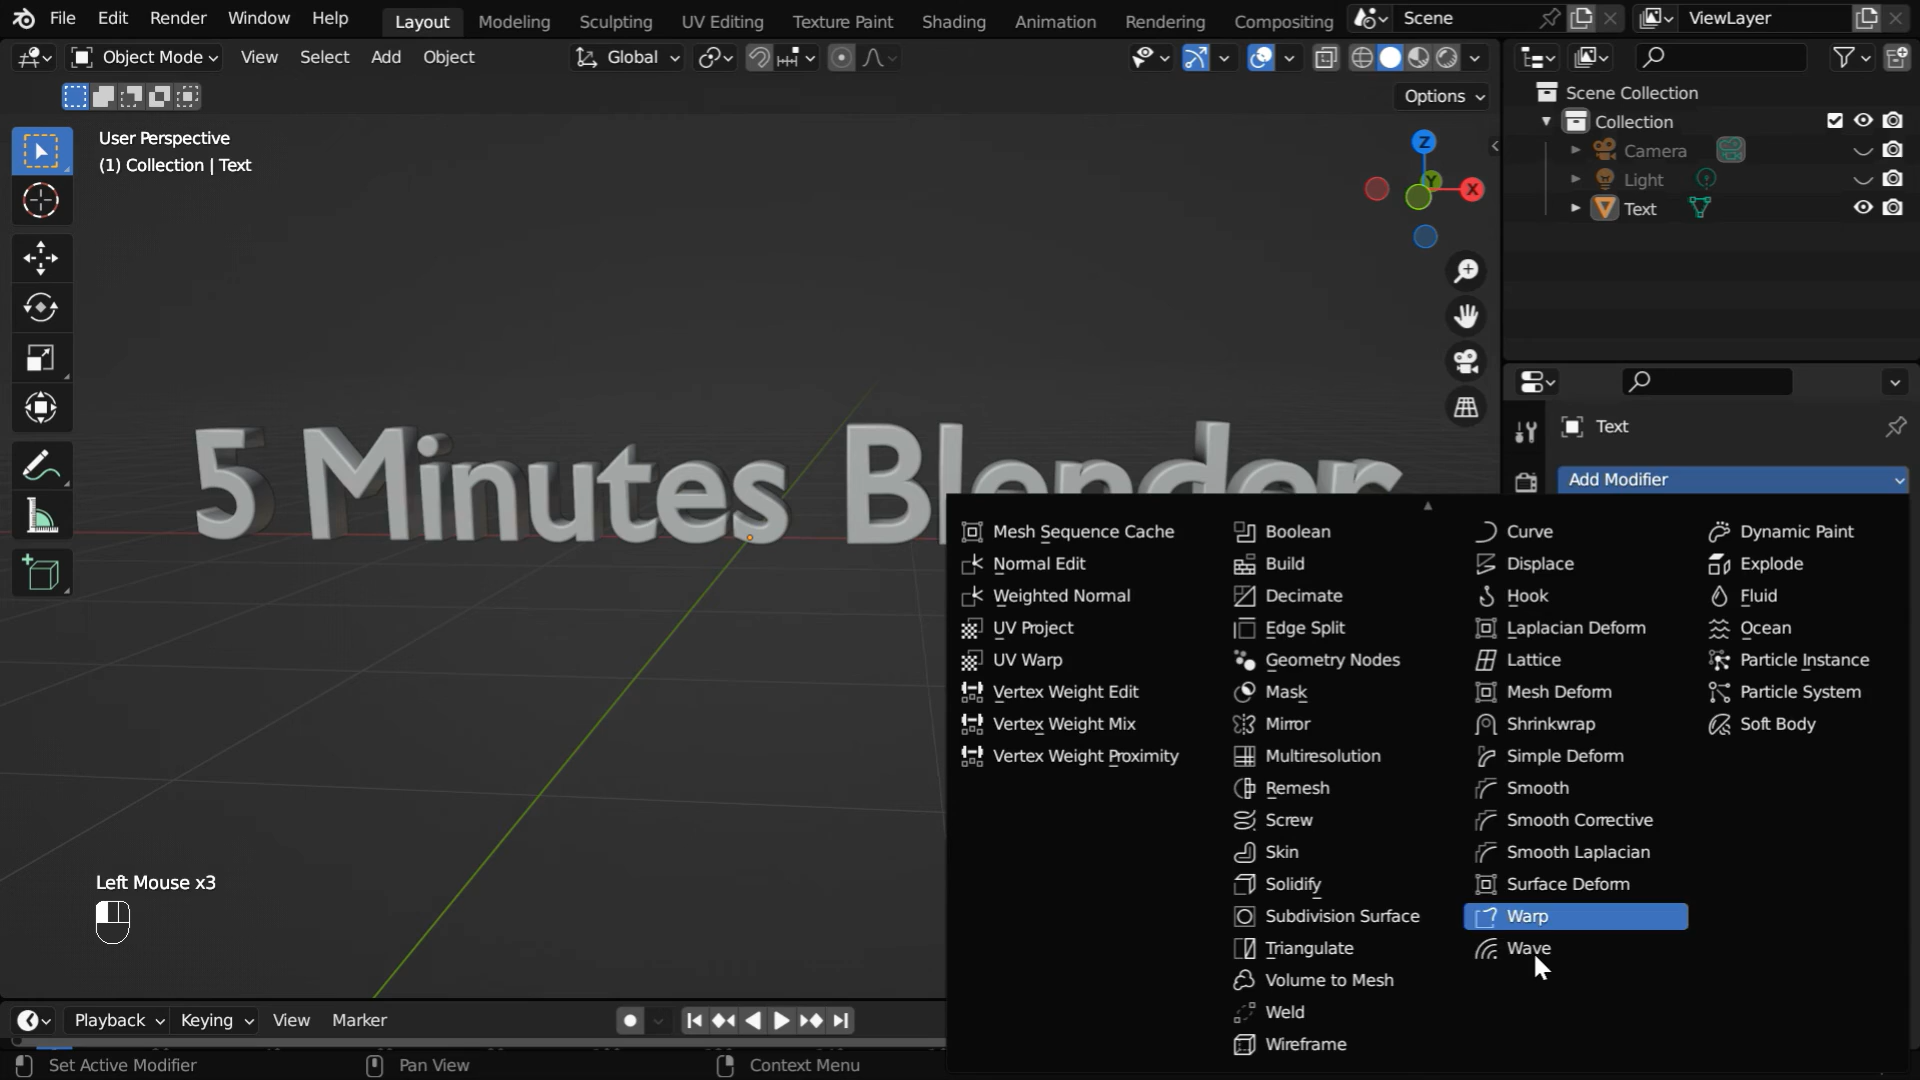 File Edit Render Window Help Layout Modeling Sculpting UV Editing Texture Paint Shading Animation Rendering Compositing Scene ViewLayer
Object Mode View Select Add Object Global
Options
User Perspective
(1) Collection | Text
Z
Y
X
Scene Collection
Collection
Camera
Light
Text
Text
Add Modifier
5 Minutes Blender
Mesh Sequence Cache Boolean Curve Dynamic Paint
Normal Edit Build Displace Explode
Weighted Normal Decimate Hook Fluid
UV Project Edge Split Laplacian Deform Ocean
UV Warp Geometry Nodes Lattice Particle Instance
Vertex Weight Edit Mask Mesh Deform Particle System
Vertex Weight Mix Mirror Shrinkwrap Soft Body
Vertex Weight Proximity Multiresolution Simple Deform
Remesh Smooth
Screw Smooth Corrective
Skin Smooth Laplacian
Solidify Surface Deform
Subdivision Surface Warp
Triangulate Wave
Volume to Mesh
Weld
Wireframe
Left Mouse x3
Playback Keying View Marker
Set Active Modifier Pan View Context Menu